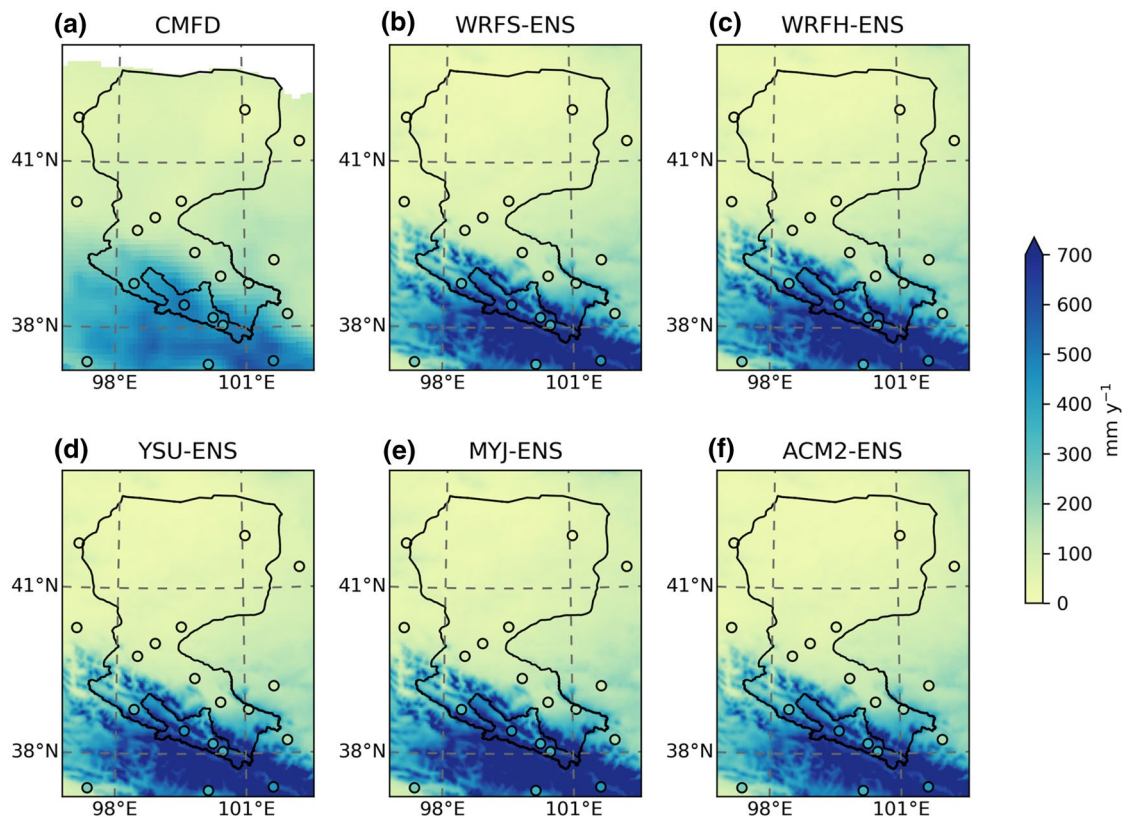 (a) CMFD
(b) WRFS-ENS
(c) WRFH-ENS
41°N
41°N
41°N
38°N
38°N
38°N
98°E 101°E
98°E 101°E
98°E 101°E
(d) YSU-ENS
(e) MYJ-ENS
(f) ACM2-ENS
41°N
41°N
41°N
38°N
38°N
38°N
98°E 101°E
98°E 101°E
98°E 101°E
700
600
500
400
300
200
100
0
mm y⁻¹